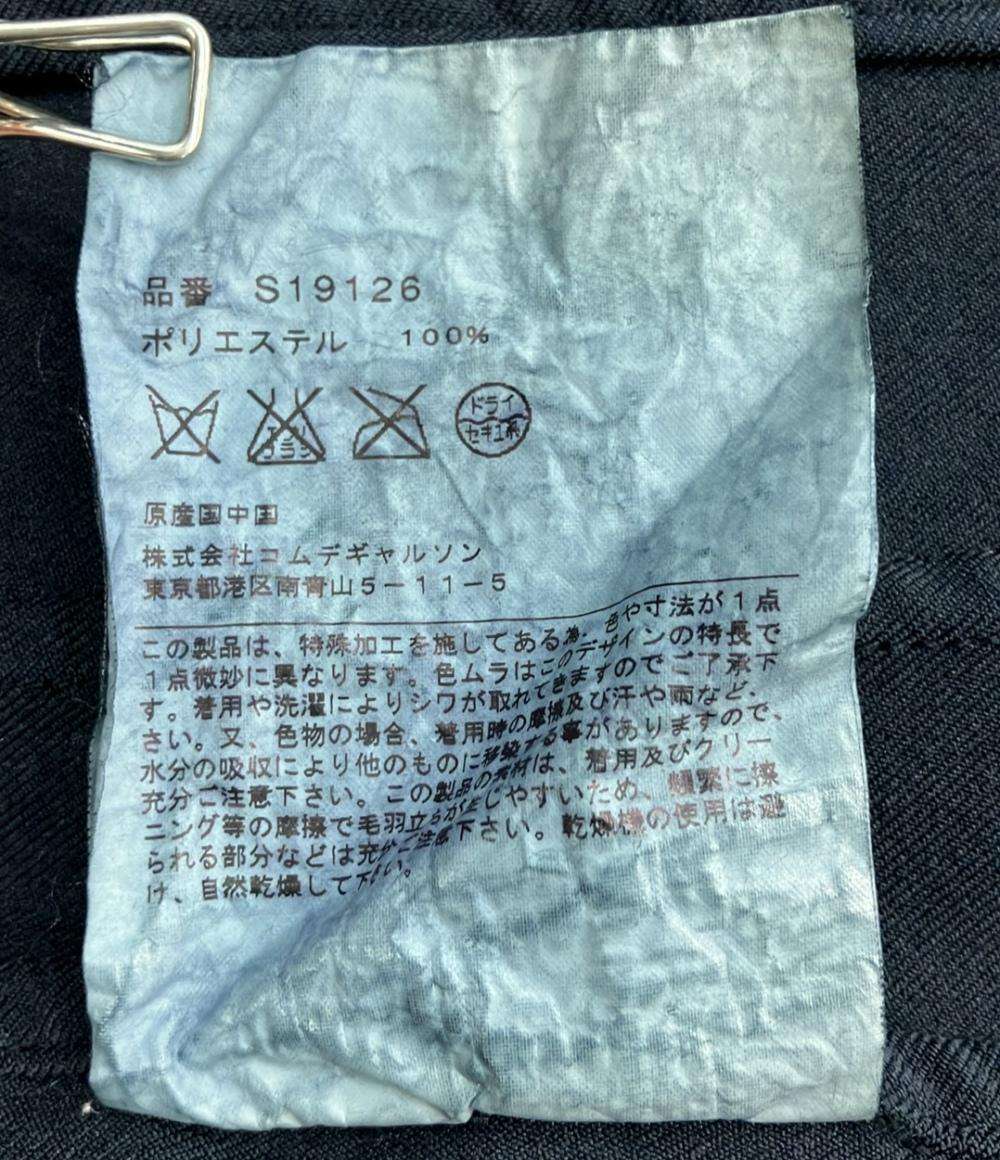 品番 S19126
ポリエステル 100%
エンソ
フラシ
ドライ
セキユ系
原産国中国
株式会社コムデギャルソン
東京都港区南青山5－11－5
この製品は、特殊加工を施してある為、色や寸法が1点
1点微妙に異なります。色ムラはこのデザインの特長で
す。着用や洗濯によりシワが取れてきますのでご了承下
さい。又、色物の場合、着用時の摩擦及び汗や雨など、
水分の吸収により他のものに移染する事がありますので、
充分ご注意下さい。この製品の素材は、着用及びクリー
ニング等の摩擦で毛羽立ちが生じやすいため、頻繁に擦
られる部分などは充分ご注意下さい。乾燥機の使用は避
け、自然乾燥して下さい。